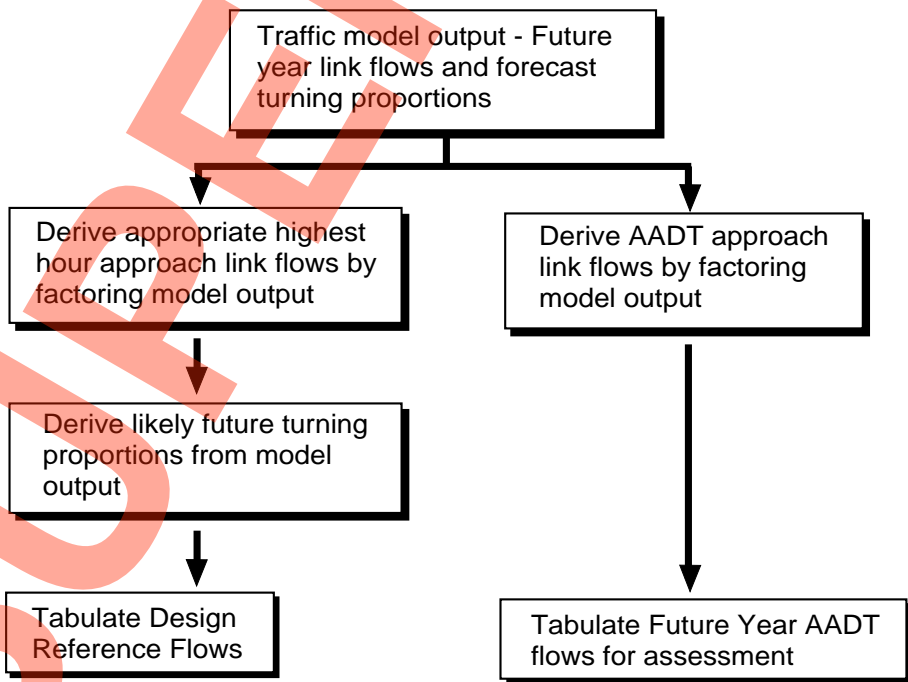 Traffic model output - Future
year link flows and forecast
turning proportions
Derive appropriate highest
hour approach link flows by
factoring model output
Derive AADT approach
link flows by factoring
model output
Derive likely future turning
proportions from model
output
Tabulate Design
Reference Flows
Tabulate Future Year AADT
flows for assessment